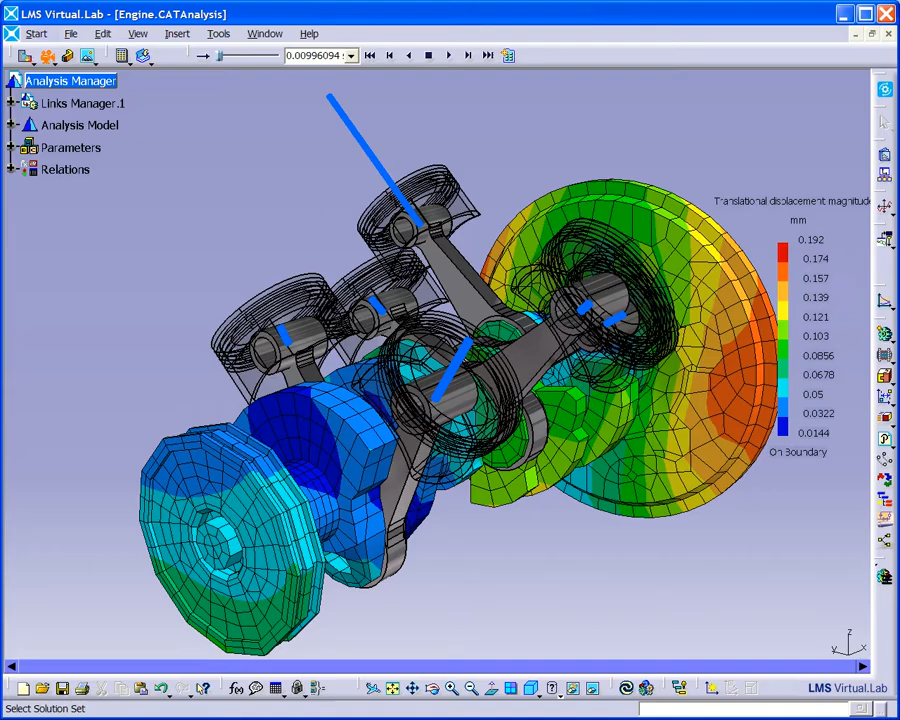 LMS Virtual.Lab - [Engine.CATAnalysis]
Start File Edit View Insert Tools Window Help
0.00996094 s
Analysis Manager
Links Manager.1
Analysis Model
Parameters
Relations
Translational displacement magnitude
mm
0.192
0.174
0.157
0.139
0.121
0.103
0.0856
0.0678
0.05
0.0322
0.0144
On Boundary
z
y x
f(x)
LMS Virtual.Lab
Select Solution Set